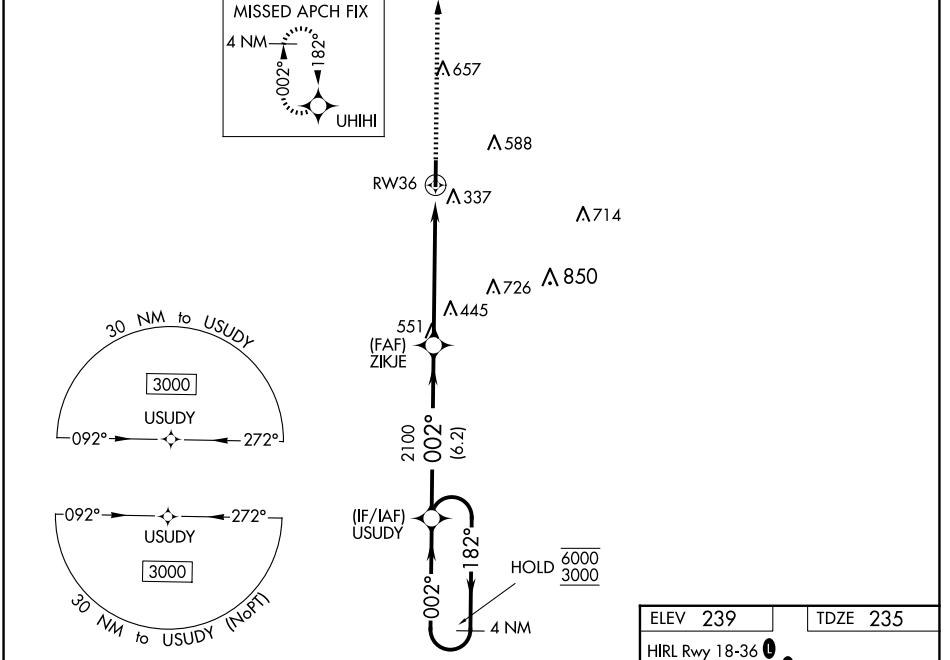 MISSED APCH FIX
4 NM
002°
182°
UHIHI
657
588
RW36
337
714
726
850
445
551
(FAF)
ZIKJE
30 NM to USUDY
3000
USUDY
092°
272°
2100
002°
(6.2)
092°
272°
USUDY
3000
30 NM to USUDY (NoPT)
(IF/IAF)
USUDY
182°
002°
HOLD 6000
3000
4 NM
ELEV 239
TDZE 235
HIRL Rwy 18-36 L